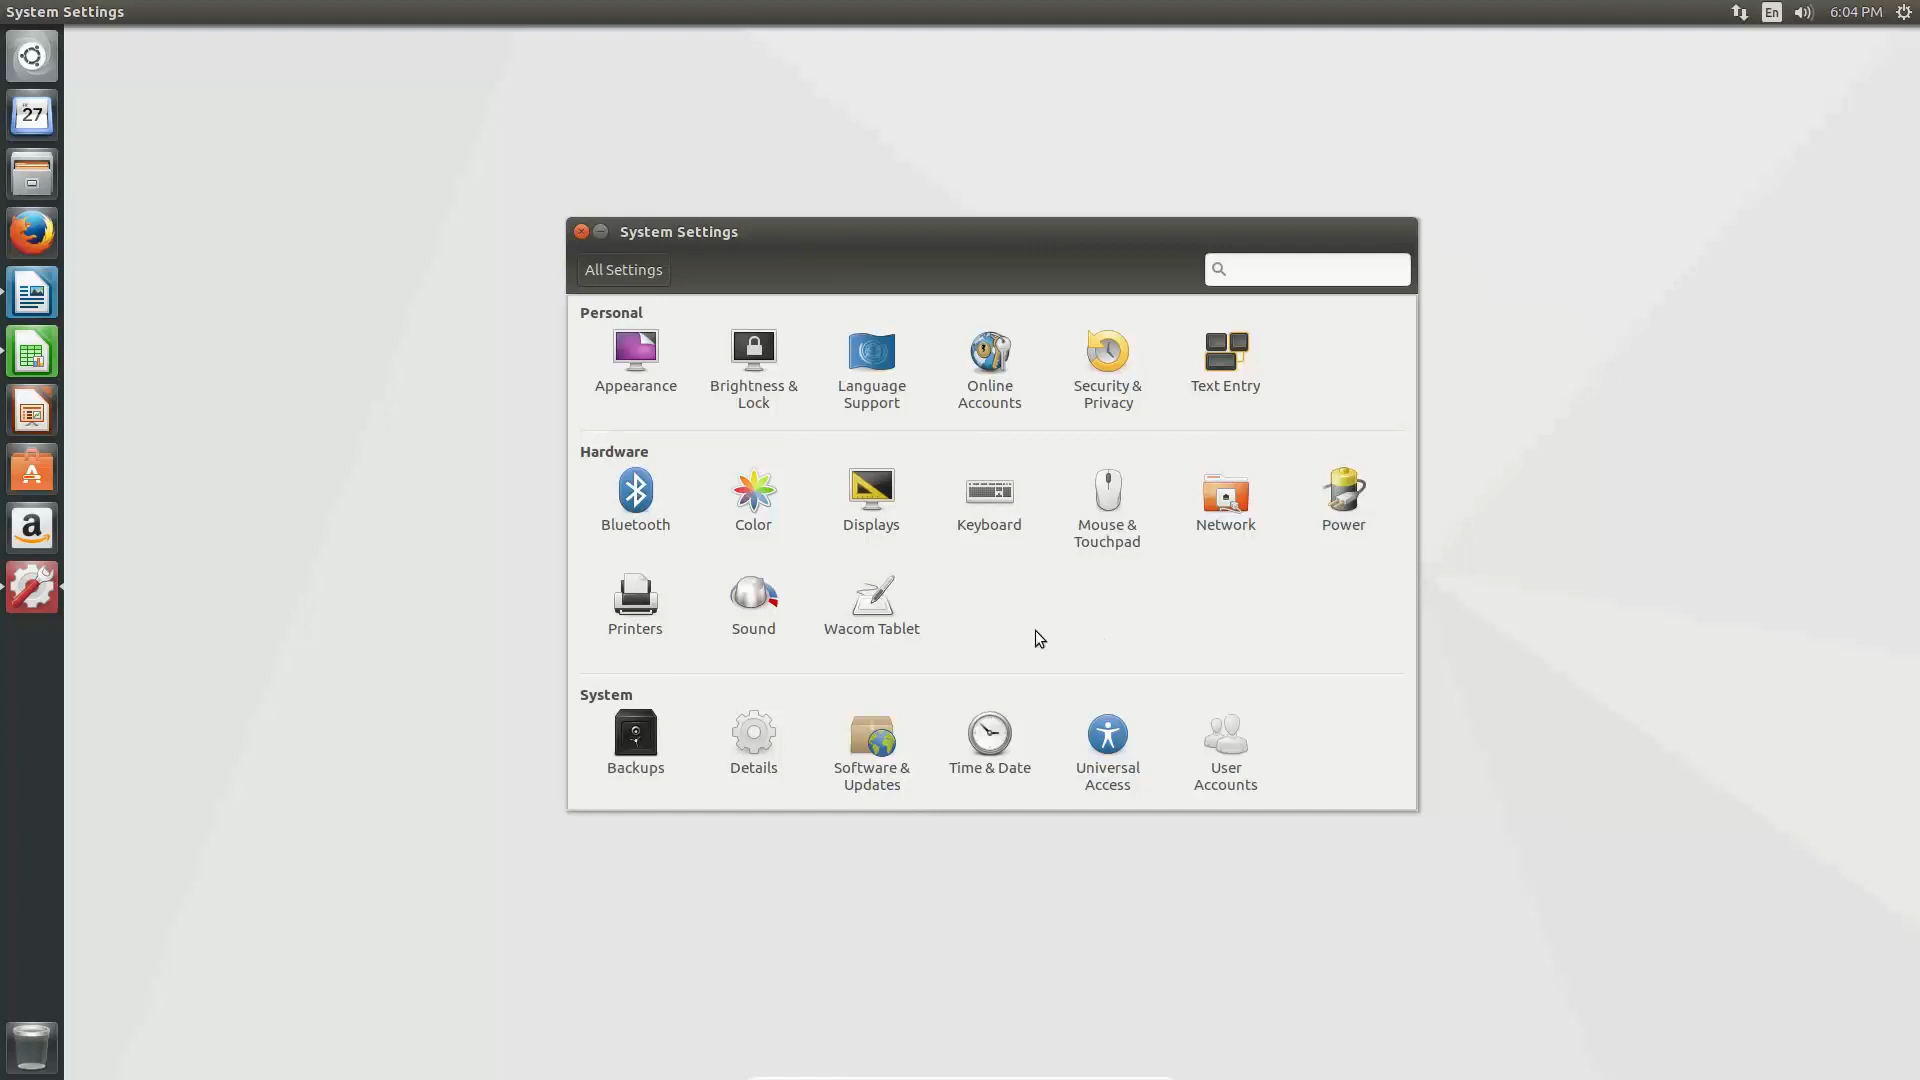 System Settings
En
6:04 PM
27
System Settings
All Settings
Personal
Appearance
Brightness &
Lock
Language
Support
Online
Accounts
Security &
Privacy
Text Entry
Hardware
Bluetooth
Color
Displays
Keyboard
Mouse &
Touchpad
Network
Power
Printers
Sound
Wacom Tablet
System
Backups
Details
Software &
Updates
Time & Date
Universal
Access
User
Accounts